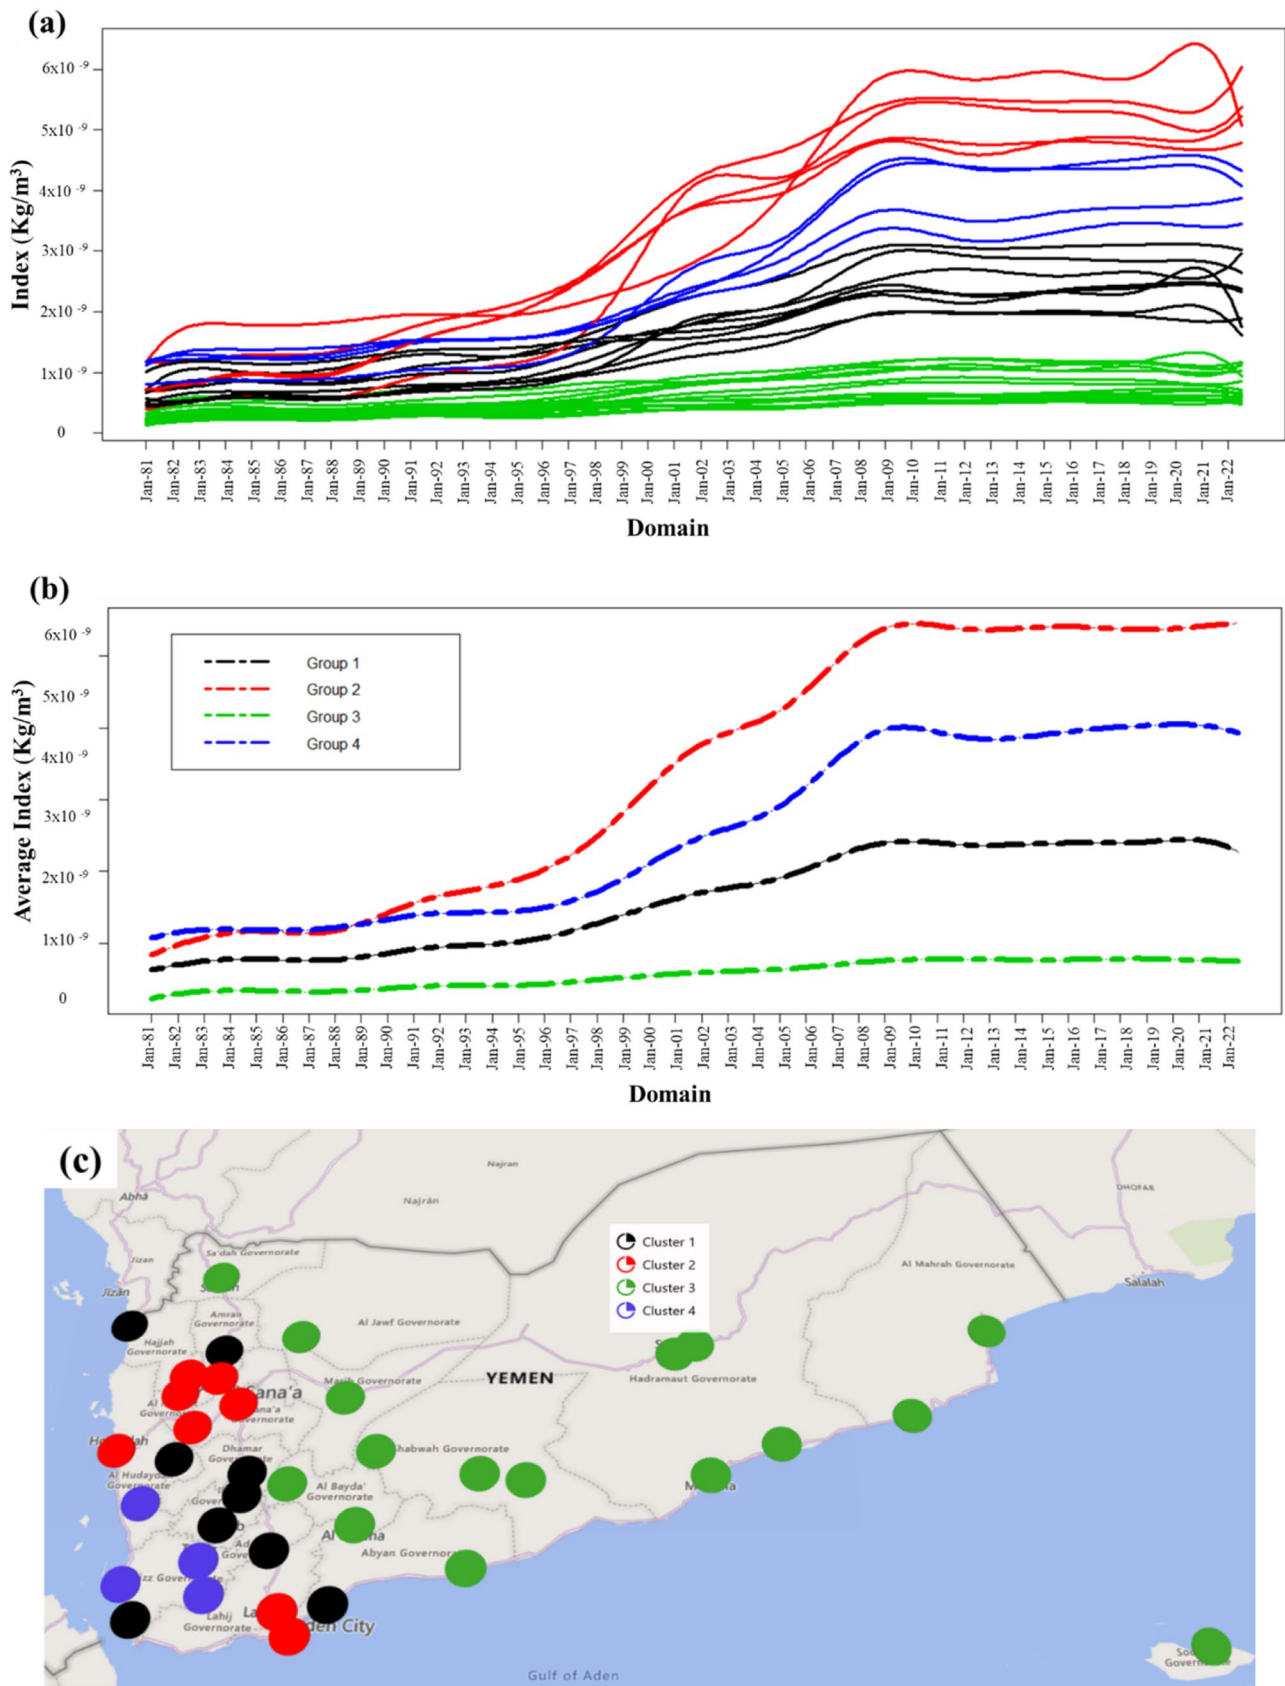 (a)
Index (Kg/m³)
6x10 -9
5x10 -9
4x10 -9
3x10 -9
2x10 -9
1x10 -9
0
Jan-81 Jan-82 Jan-83 Jan-84 Jan-85 Jan-86 Jan-87 Jan-88 Jan-89 Jan-90 Jan-91 Jan-92 Jan-93 Jan-94 Jan-95 Jan-96 Jan-97 Jan-98 Jan-99 Jan-00 Jan-01 Jan-02 Jan-03 Jan-04 Jan-05 Jan-06 Jan-07 Jan-08 Jan-09 Jan-10 Jan-11 Jan-12 Jan-13 Jan-14 Jan-15 Jan-16 Jan-17 Jan-18 Jan-19 Jan-20 Jan-21 Jan-22
Domain
(b)
Average Index (Kg/m³)
6x10 -9
5x10 -9
4x10 -9
3x10 -9
2x10 -9
1x10 -9
0
Group 1
Group 2
Group 3
Group 4
Jan-81 Jan-82 Jan-83 Jan-84 Jan-85 Jan-86 Jan-87 Jan-88 Jan-89 Jan-90 Jan-91 Jan-92 Jan-93 Jan-94 Jan-95 Jan-96 Jan-97 Jan-98 Jan-99 Jan-00 Jan-01 Jan-02 Jan-03 Jan-04 Jan-05 Jan-06 Jan-07 Jan-08 Jan-09 Jan-10 Jan-11 Jan-12 Jan-13 Jan-14 Jan-15 Jan-16 Jan-17 Jan-18 Jan-19 Jan-20 Jan-21 Jan-22
Domain
(c)
Najran
Abhā
Najrān
DHOFAR
Cluster 1
Cluster 2
Cluster 3
Cluster 4
Sa'dah Governorate
Jizan
Al Mahrah Governorate
Salalah
Jīzān
Amran
Governorate
Al Jawf Governorate
Hajjah
Governorate
YEMEN
Hadramaut Governorate
Marib Governorate
Sana'a
Dhamar
Shabwah Governorate
Al Hudaydah
Governorate
Al Bayda'
Governorate
Abyan Governorate
Lahij
Governorate
City
Gulf of Aden
Governorate